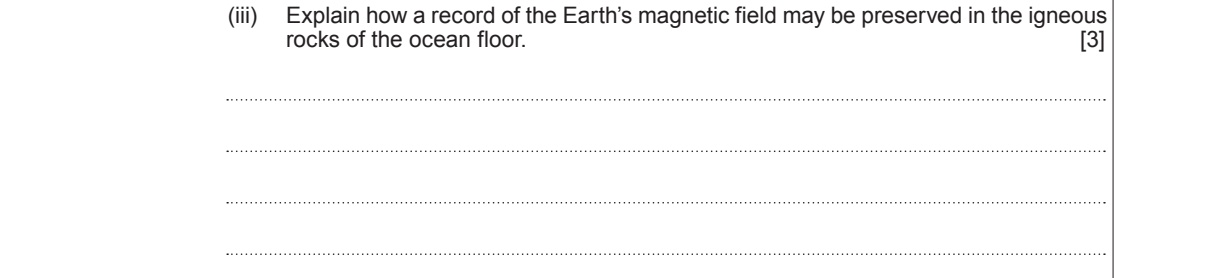 (iii) Explain how a record of the Earth's magnetic field may be preserved in the igneous
rocks of the ocean floor. [3]